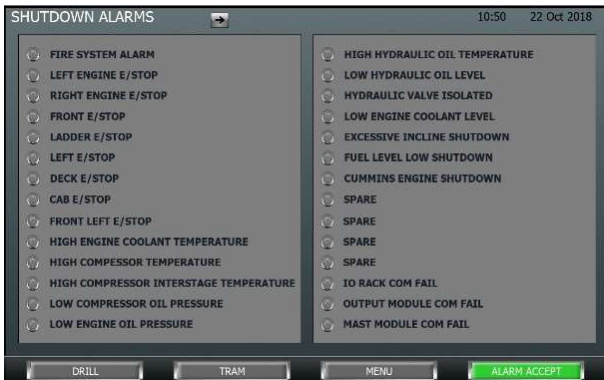 SHUTDOWN ALARMS
10:50 22 Oct 2018
FIRE SYSTEM ALARM
LEFT ENGINE E/STOP
RIGHT ENGINE E/STOP
FRONT E/STOP
LADDER E/STOP
LEFT E/STOP
DECK E/STOP
CAB E/STOP
FRONT LEFT E/STOP
HIGH ENGINE COOLANT TEMPERATURE
HIGH COMPESSOR TEMPERATURE
HIGH COMPRESSOR INTERSTAGE TEMPERATURE
LOW COMPRESSOR OIL PRESSURE
LOW ENGINE OIL PRESSURE
HIGH HYDRAULIC OIL TEMPERATURE
LOW HYDRAULIC OIL LEVEL
HYDRAULIC VALVE ISOLATED
LOW ENGINE COOLANT LEVEL
EXCESSIVE INCLINE SHUTDOWN
FUEL LEVEL LOW SHUTDOWN
CUMMINS ENGINE SHUTDOWN
SPARE
SPARE
SPARE
SPARE
IO RACK COM FAIL
OUTPUT MODULE COM FAIL
MAST MODULE COM FAIL
DRILL
TRAM
MENU
ALARM ACCEPT